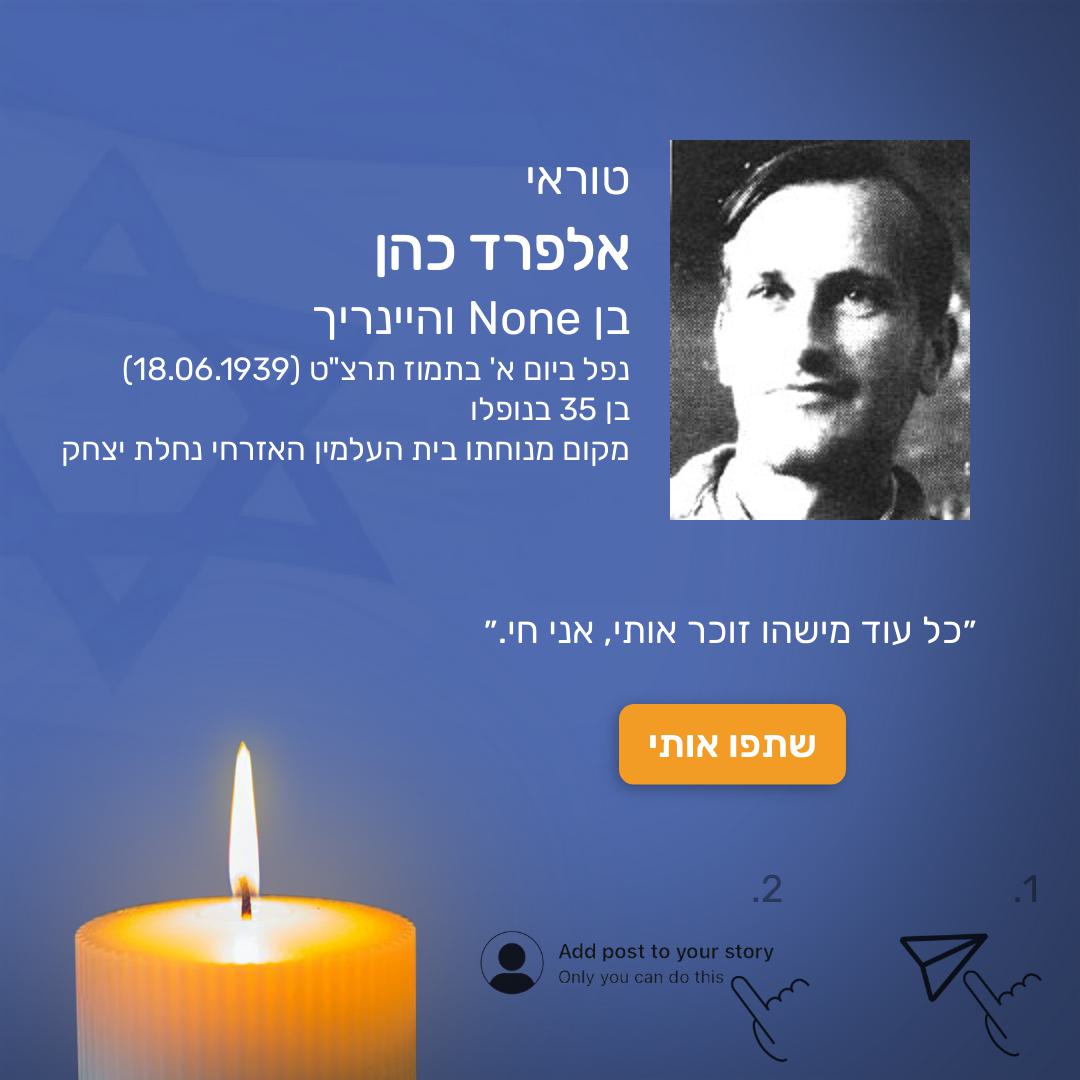 טוראי
אלפרד כהן
בן None והיינריך
נפל ביום א' בתמוז תרצ"ט (18.06.1939)
בן 35 בנופלו
מקום מנוחתו בית העלמין האזרחי נחלת יצחק
״כל עוד מישהו זוכר אותי, אני חי.״
שתפו אותי
.1
.2
Add post to your story
Only you can do this